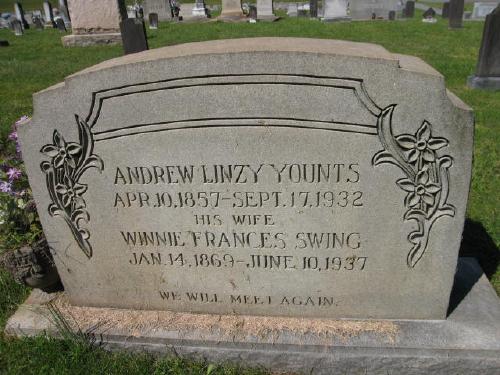 ANDREW LINZY YOUNTS
APR. 10, 1857-SEPT. 17, 1932
HIS WIFE
WINNIE FRANCES SWING
JAN. 14, 1869-JUNE 10, 1937
WE WILL MEET AGAIN.